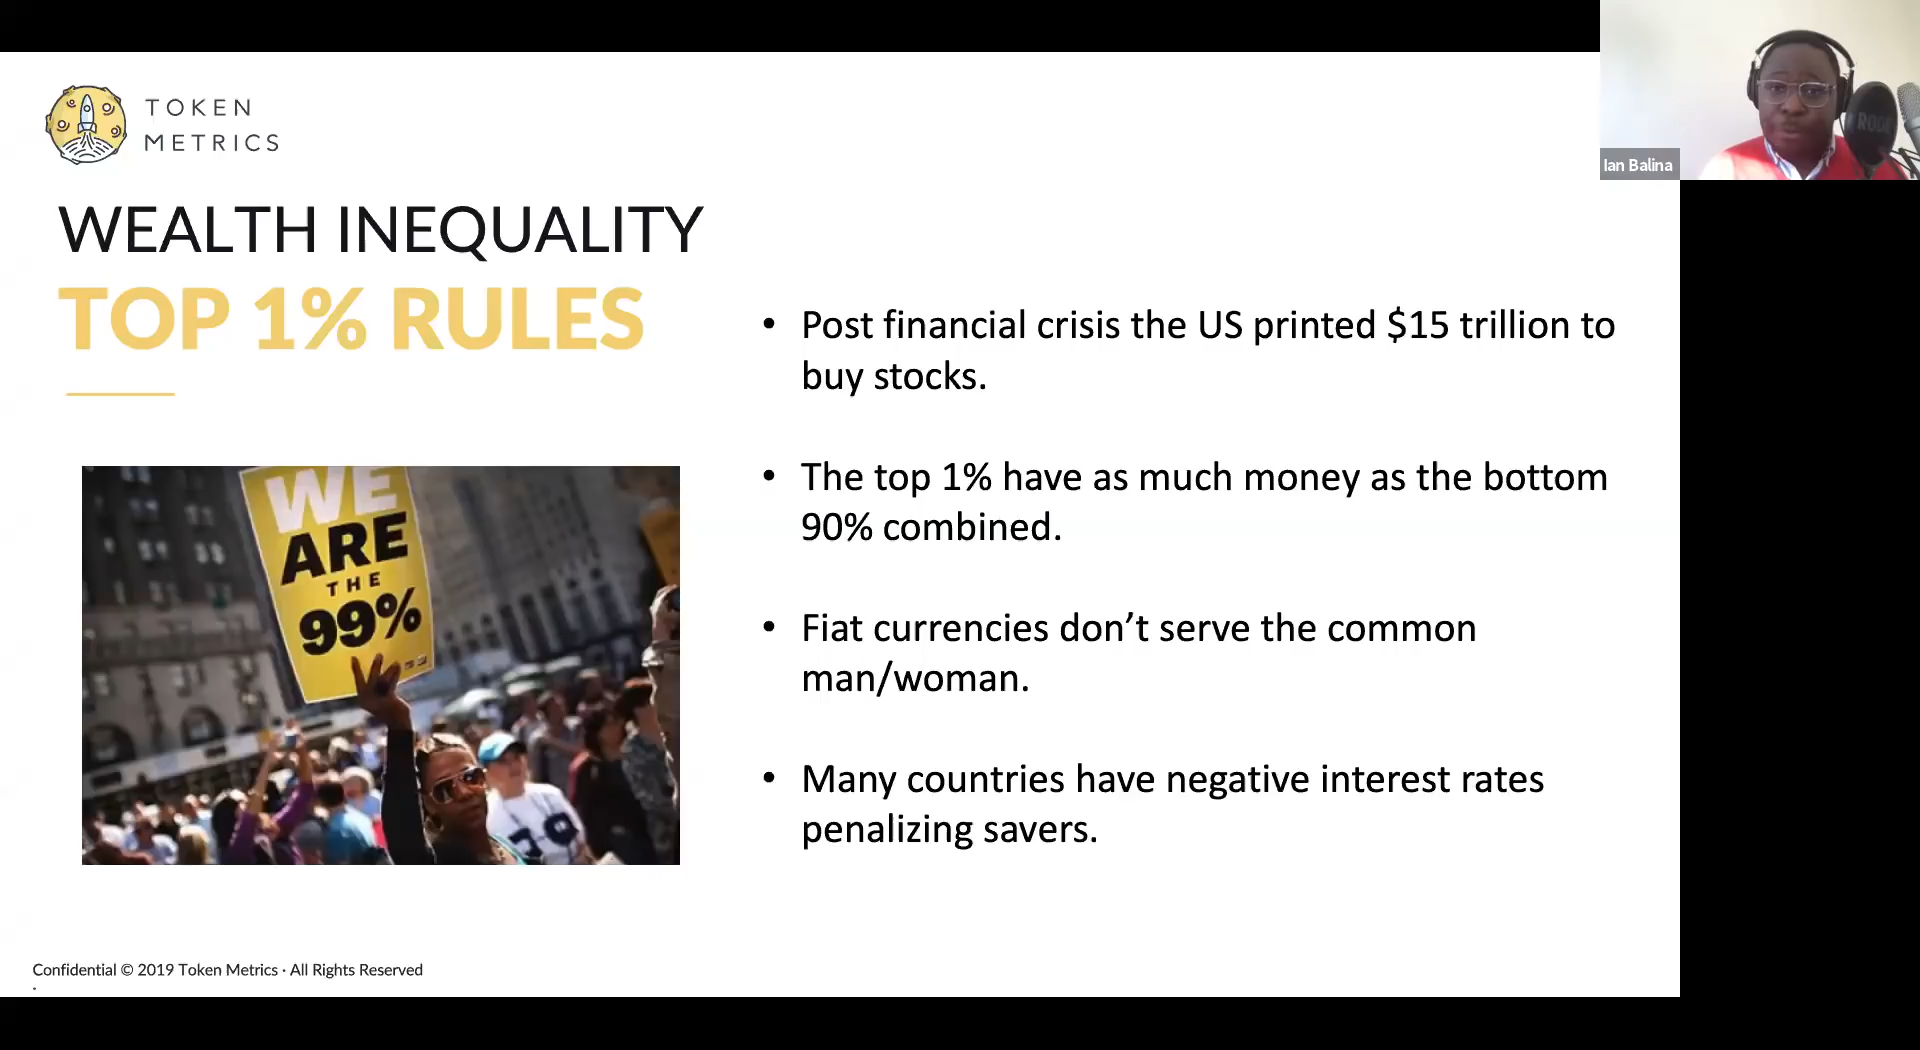 TOKEN
METRICS
WEALTH INEQUALITY
TOP 1% RULES
WE
ARE
THE
99%
• Post financial crisis the US printed $15 trillion to
buy stocks.
• The top 1% have as much money as the bottom
90% combined.
• Fiat currencies don’t serve the common
man/woman.
• Many countries have negative interest rates
penalizing savers.
Confidential © 2019 Token Metrics · All Rights Reserved
Ian Balina
RODE